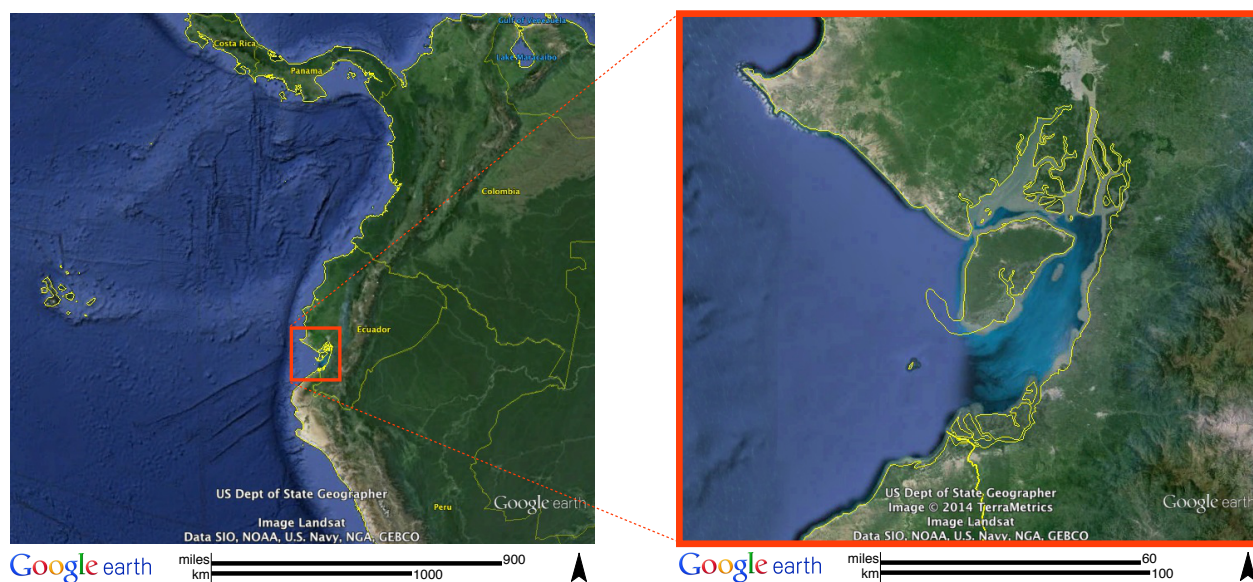 Costa Rica
Panama
Gulf of Venezuela
Lake Maracaibo
Colombia
Ecuador
Peru
US Dept of State Geographer
Google earth
Image Landsat
Data SIO, NOAA, U.S. Navy, NGA, GEBCO
Google earth
miles 900
km 1000
US Dept of State Geographer
Image © 2014 TerraMetrics
Google earth
Image Landsat
Data SIO, NOAA, U.S. Navy, NGA, GEBCO
Google earth
miles 60
km 100